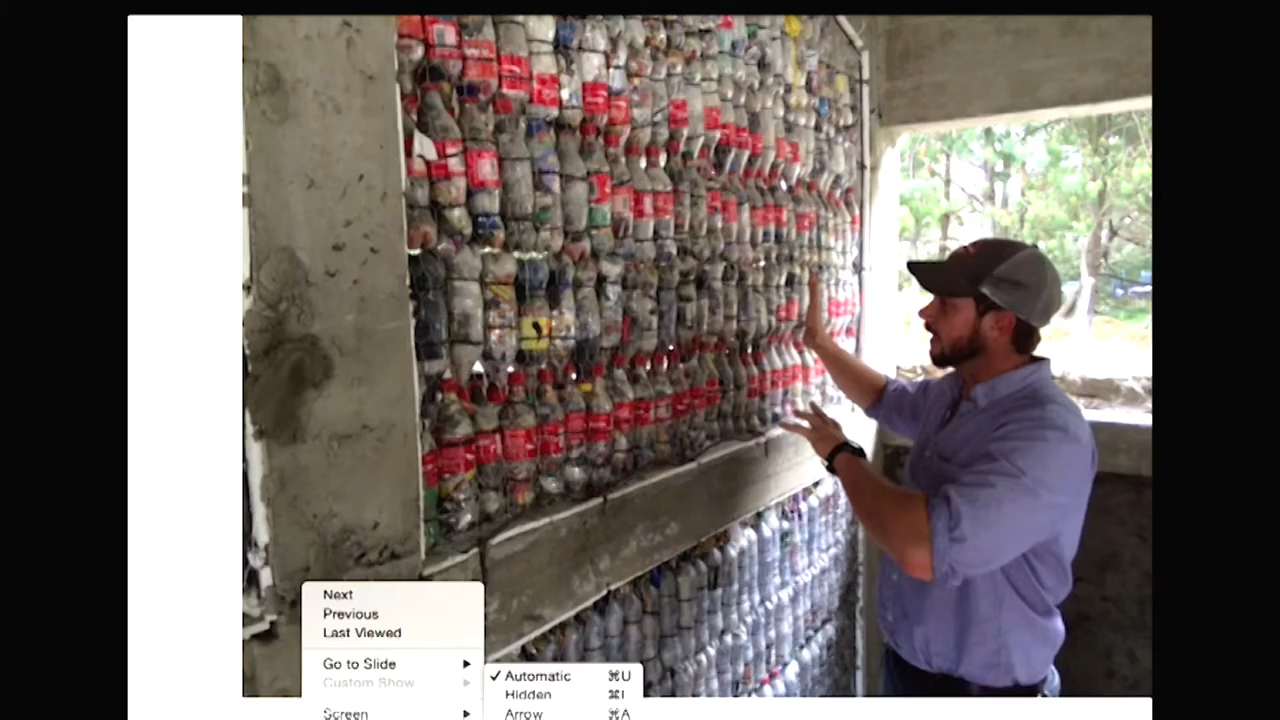 Next
Previous
Last Viewed
Go to Slide
Custom Show
Screen
✓ Automatic ⌘U
Hidden
Arrow ⌘A